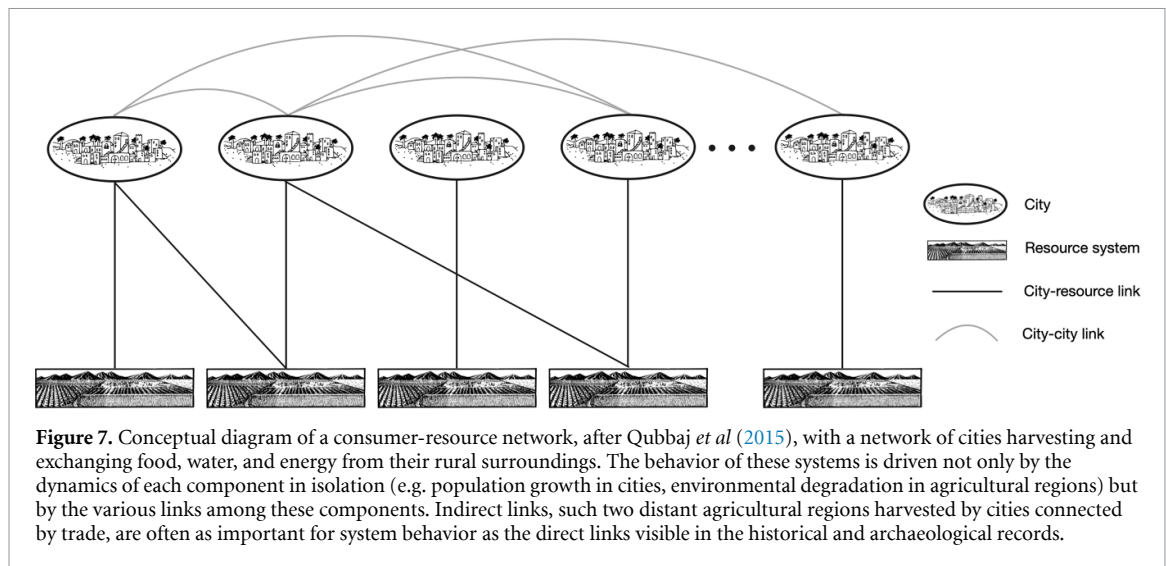 City
Resource system
City-resource link
City-city link
Figure 7. Conceptual diagram of a consumer-resource network, after Qubbaj et al (2015), with a network of cities harvesting and
exchanging food, water, and energy from their rural surroundings. The behavior of these systems is driven not only by the
dynamics of each component in isolation (e.g. population growth in cities, environmental degradation in agricultural regions) but
by the various links among these components. Indirect links, such two distant agricultural regions harvested by cities connected
by trade, are often as important for system behavior as the direct links visible in the historical and archaeological records.